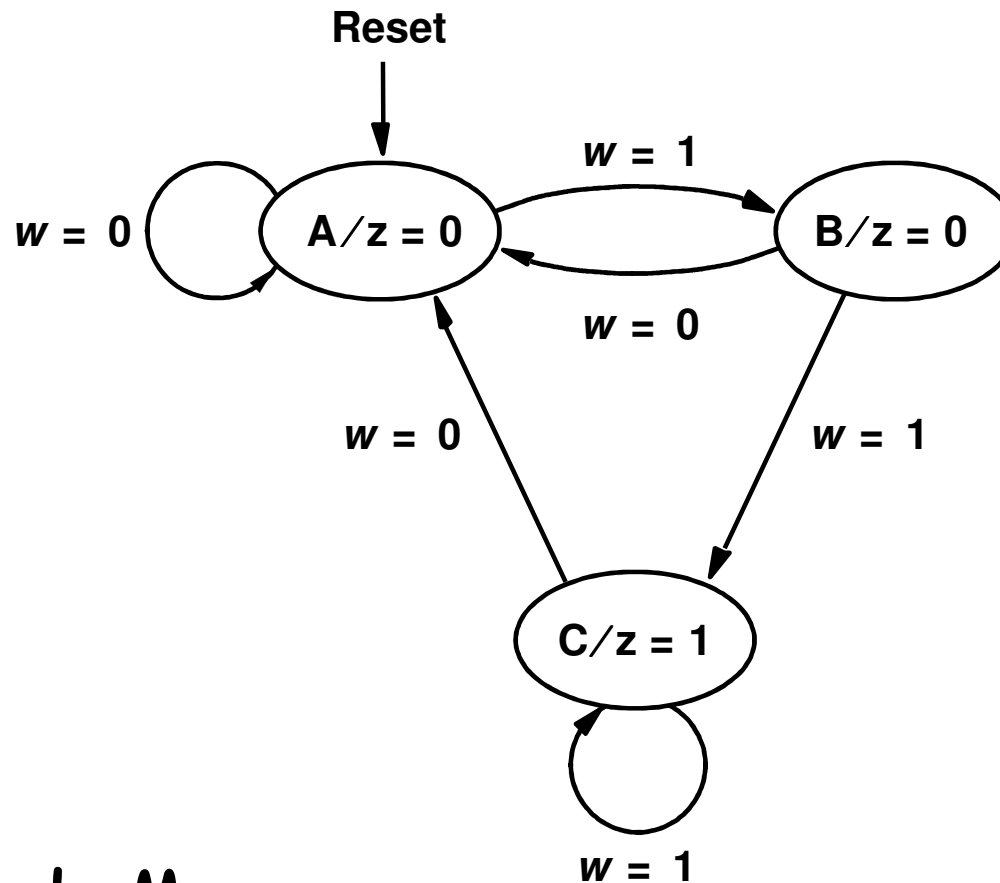 Reset
w = 1
w = 0
A/z = 0
B/z = 0
w = 0
w = 0
w = 1
C/z = 1
w = 1